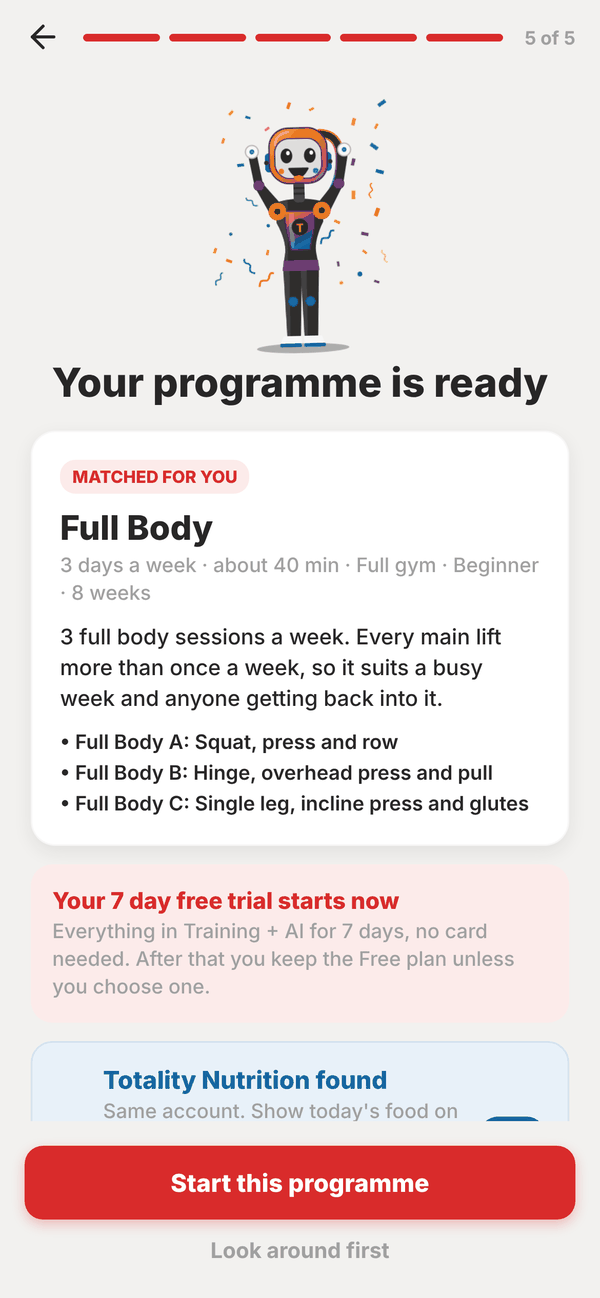 5 of 5
T
Your programme is ready
MATCHED FOR YOU
Full Body
3 days a week · about 40 min · Full gym · Beginner
· 8 weeks
3 full body sessions a week. Every main lift
more than once a week, so it suits a busy
week and anyone getting back into it.
• Full Body A: Squat, press and row
• Full Body B: Hinge, overhead press and pull
• Full Body C: Single leg, incline press and glutes
Your 7 day free trial starts now
Everything in Training + AI for 7 days, no card
needed. After that you keep the Free plan unless
you choose one.
Totality Nutrition found
Same account. Show today's food on
Start this programme
Look around first